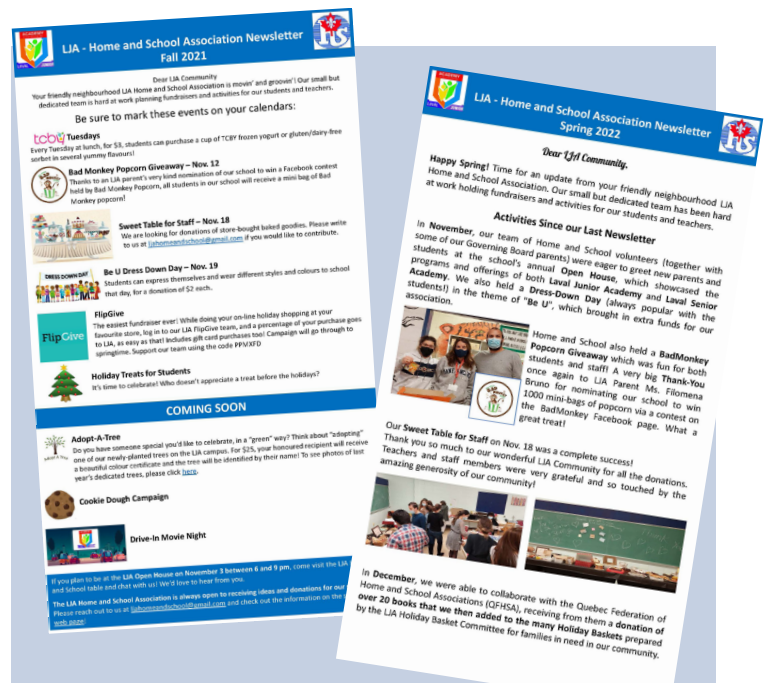 LJA - Home and School Association Newsletter
Fall 2021
Dear LJA Community
Your friendly neighbourhood LJA Home and School Association is movin' and groovin'! Our small but
dedicated team is hard at work planning fundraisers and activities for our students and teachers.
Be sure to mark these events on your calendars:
tcby Tuesdays
Every Tuesday at lunch, for $3, students can purchase a cup of TCBY frozen yogurt or gluten/dairy-free
sorbet in several yummy flavours!
Bad Monkey Popcorn Giveaway – Nov. 12
Thanks to an LJA parent's very kind nomination of our school to win a Facebook contest
held by Bad Monkey Popcorn, all students in our school will receive a mini bag of Bad
Monkey popcorn!
Sweet Table for Staff – Nov. 18
We are looking for donations of store-bought baked goodies. Please write
to us at ljahomeandschool@gmail.com if you would like to contribute.
DRESS DOWN DAY
Be U Dress Down Day – Nov. 19
Students can express themselves and wear different styles and colours to school
that day, for a donation of $2 each.
FlipGive
FlipGive
The easiest fundraiser ever! While doing your on-line holiday shopping at your
favourite store, log in to our LJA FlipGive team, and a percentage of your purchase goes
to LJA, as easy as that! Includes gift card purchases too! Campaign will go through to
springtime. Support our team using the code PPMXFD
Holiday Treats for Students
It's time to celebrate! Who doesn't appreciate a treat before the holidays?
COMING SOON
Adopt-A-Tree
Do you have someone special you'd like to celebrate, in a "green" way? Think about "adopting"
one of our newly-planted trees on the LJA campus. For $25, your honoured recipient will receive
a beautiful colour certificate and the tree will be identified by their name! To see photos of last
year's dedicated trees, please click here.
Cookie Dough Campaign
Drive-In Movie Night
If you plan to be at the LJA Open House on November 3 between 6 and 9 pm, come visit the LJA
and School table and chat with us! We'd love to hear from you.
The LJA Home and School Association is always open to receiving ideas and donations for our
Please reach out to us at ljahomeandschool@gmail.com and check out the information on the
web page!
LJA - Home and School Association Newsletter
Spring 2022
Dear LJA Community,
Happy Spring! Time for an update from your friendly neighbourhood LJA
Home and School Association. Our small but dedicated team has been hard
at work holding fundraisers and activities for our students and teachers.
Activities Since our Last Newsletter
In November, our team of Home and School volunteers (together with
some of our Governing Board parents) were eager to greet new parents and
students at the school's annual Open House, which showcased the
programs and offerings of both Laval Junior Academy and Laval Senior
Academy. We also held a Dress-Down Day (always popular with the
students!) in the theme of "Be U", which brought in extra funds for our
association.
Home and School also held a BadMonkey
Popcorn Giveaway which was fun for both
students and staff! A very big Thank-You
once again to LJA Parent Ms. Filomena
Bruno for nominating our school to win
1000 mini-bags of popcorn via a contest on
the BadMonkey Facebook page. What a
great treat!
Our Sweet Table for Staff on Nov. 18 was a complete success!
Thank you so much to our wonderful LJA Community for all the donations.
Teachers and staff members were very grateful and so touched by the
amazing generosity of our community!
In December, we were able to collaborate with the Quebec Federation of
Home and School Associations (QFHSA), receiving from them a donation of
over 20 books that we then added to the many Holiday Baskets prepared
by the LJA Holiday Basket Committee for families in need in our community.